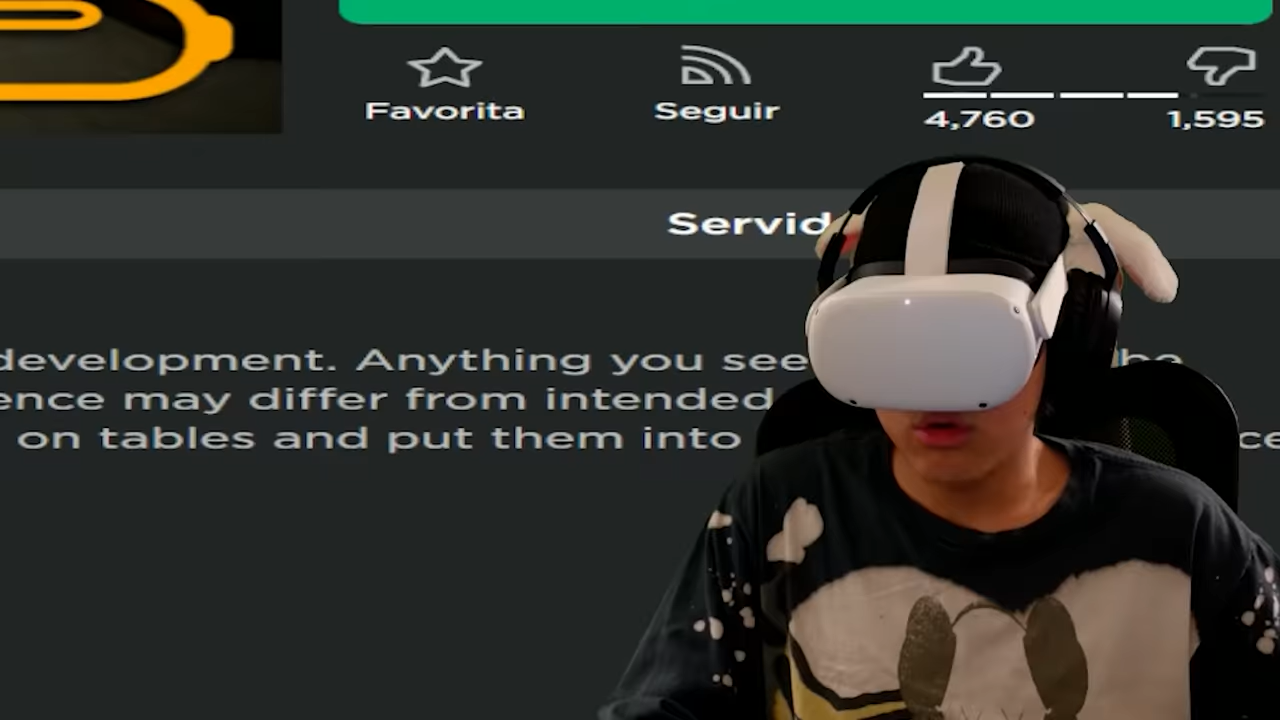 Favorita
Seguir
4,760
1,595
Servid
development. Anything you see
ence may differ from intended
on tables and put them into